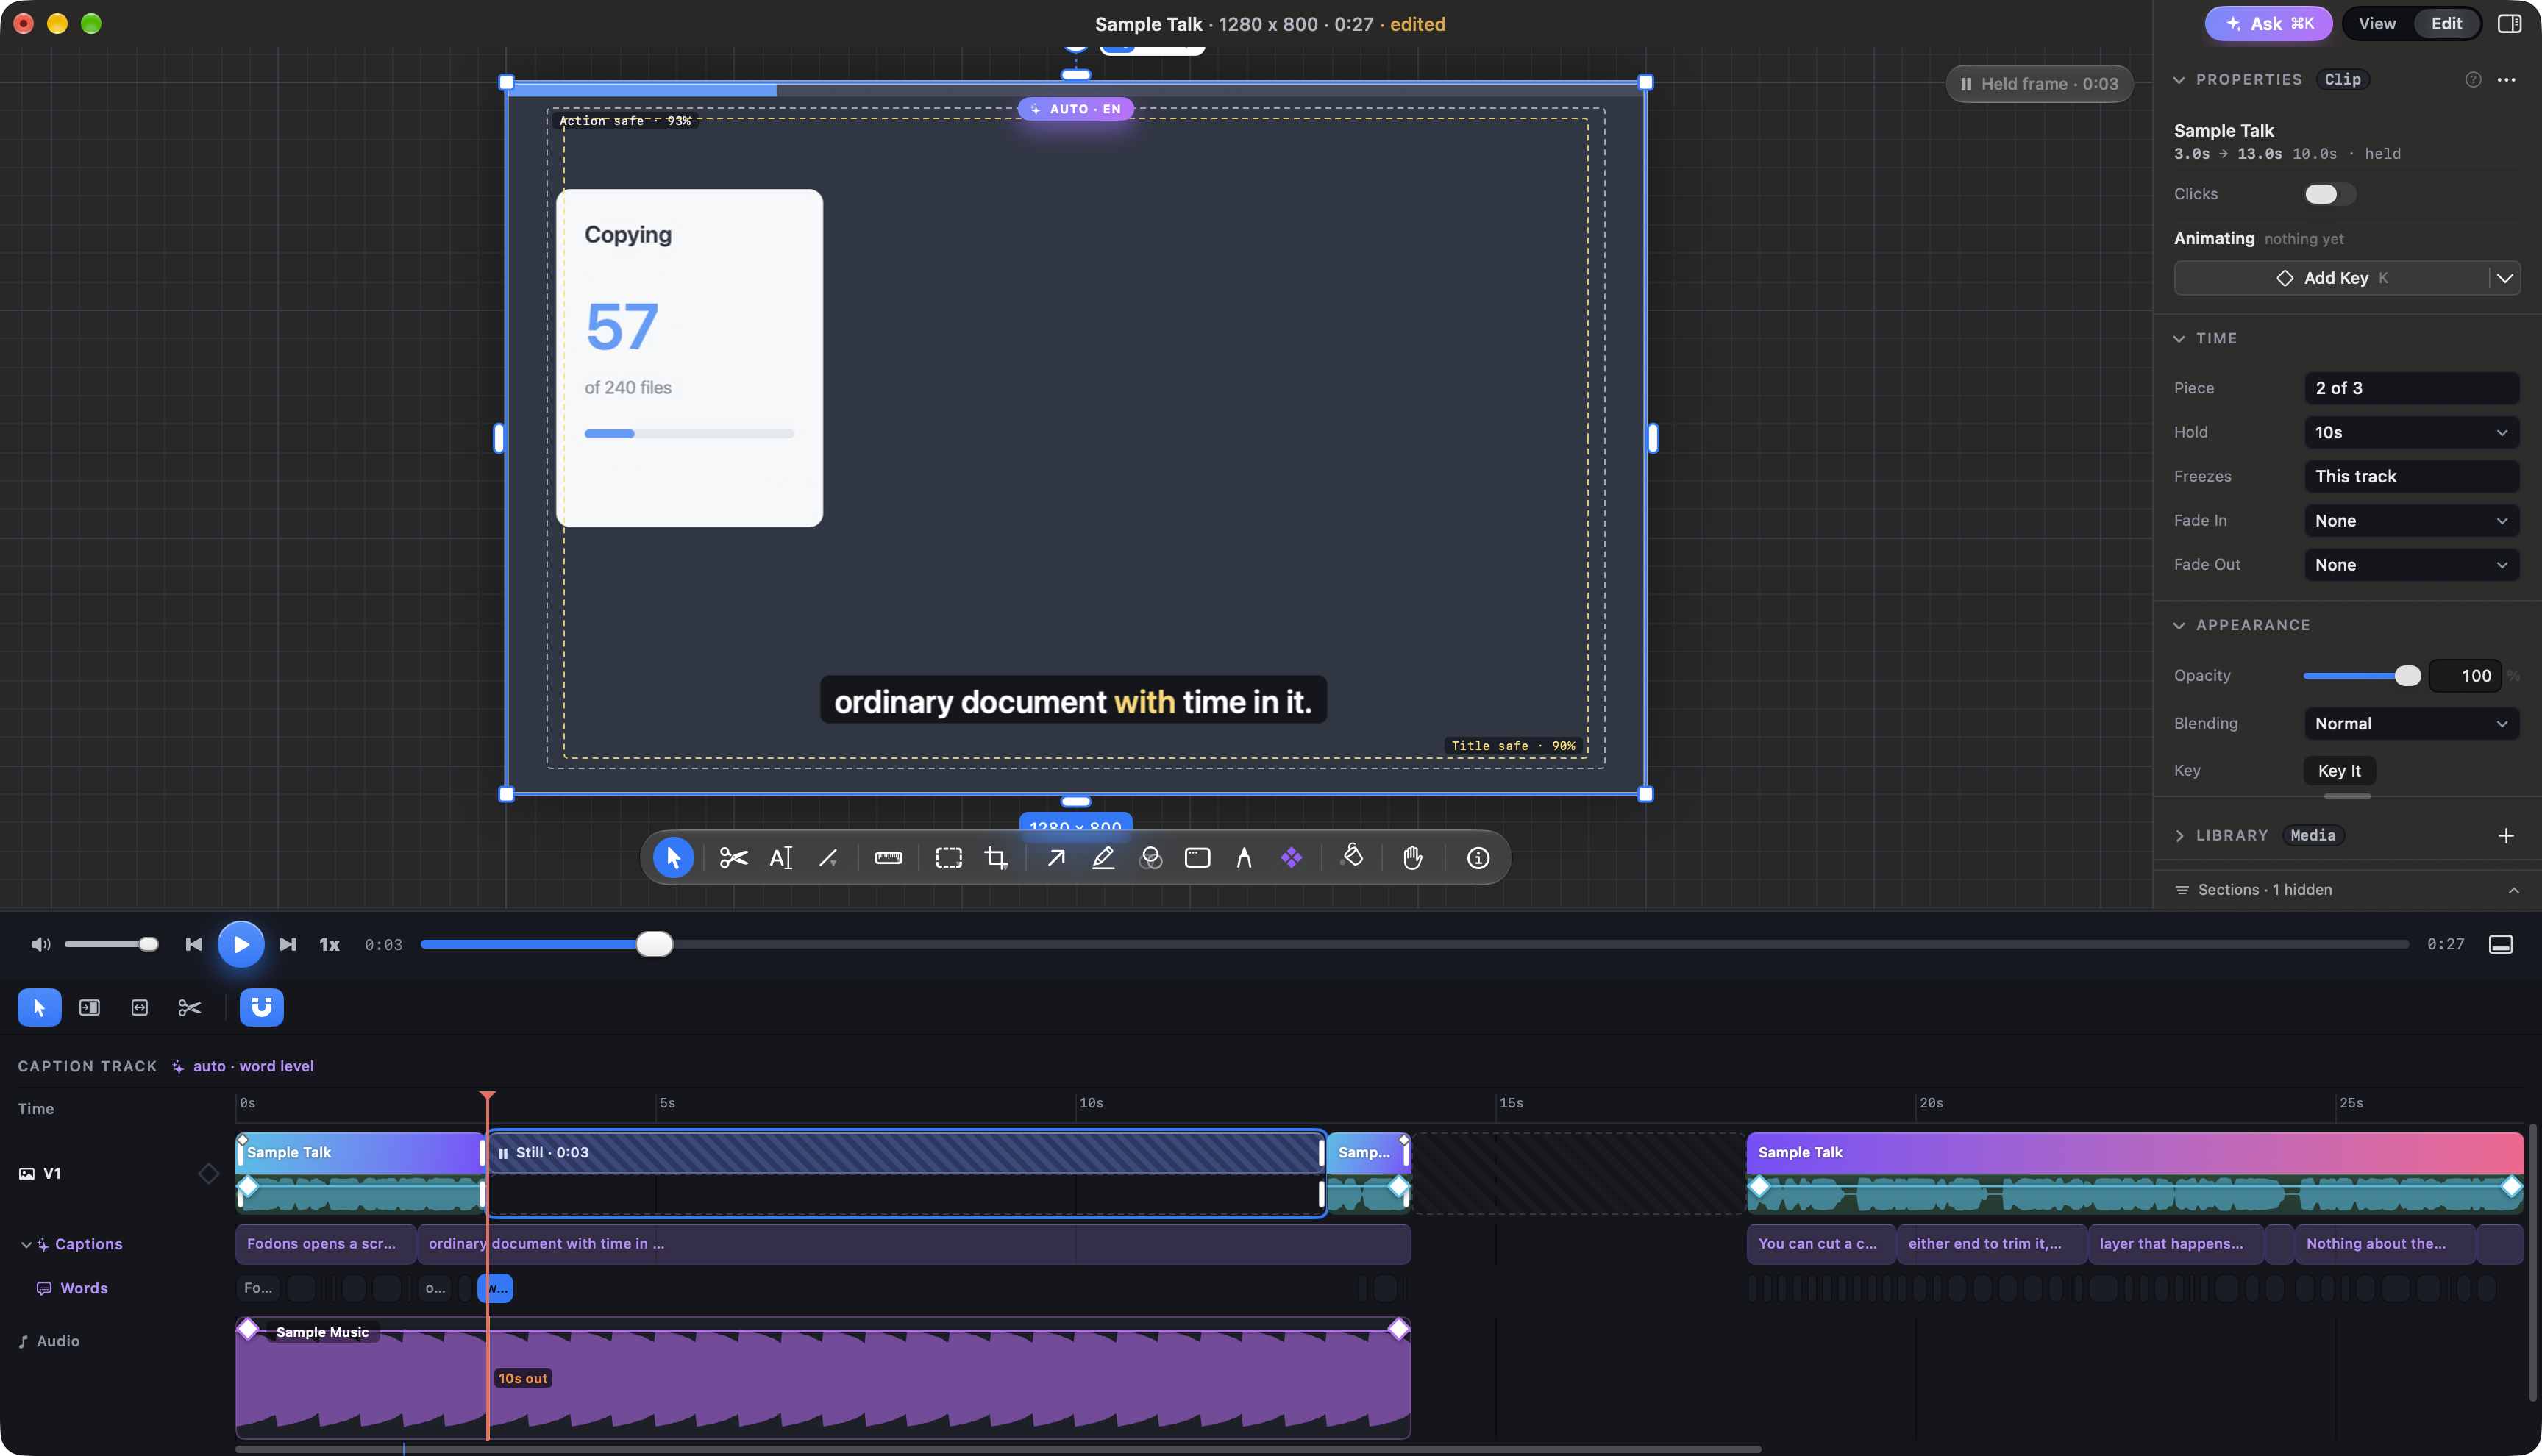 Sample Talk · 1280 x 800 · 0:27 · edited
Ask ⌘K
View
Edit
Held frame · 0:03
AUTO · EN
Action safe · 93%
Copying
57
of 240 files
ordinary document with time in it.
Title safe · 90%
1280 × 800
PROPERTIES Clip
Sample Talk
3.0s → 13.0s 10.0s · held
Clicks
Animating nothing yet
Add Key K
TIME
Piece 2 of 3
Hold 10s
Freezes This track
Fade In None
Fade Out None
APPEARANCE
Opacity 100 %
Blending Normal
Key Key It
LIBRARY Media
Sections · 1 hidden
1x 0:03 0:27
CAPTION TRACK auto · word level
Time 0s 5s 10s 15s 20s 25s
V1 Sample Talk Still · 0:03 Samp... Sample Talk
Captions Fodons opens a scr... ordinary document with time in ... You can cut a c... either end to trim it,... layer that happens... Nothing about the...
Words Fo... o... w...
Audio Sample Music
10s out